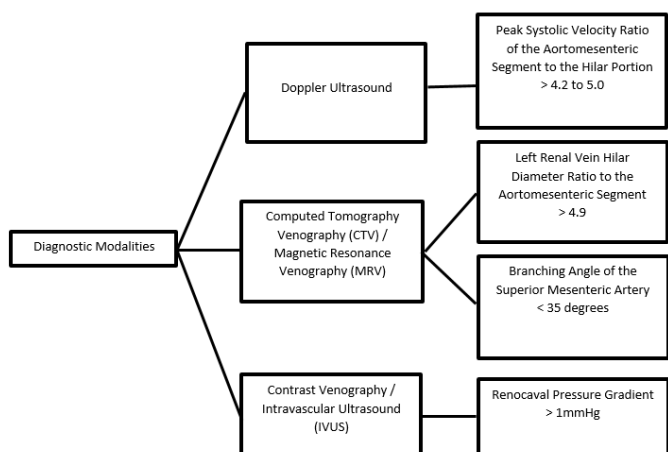 Diagnostic Modalities
Doppler Ultrasound
Peak Systolic Velocity Ratio
of the Aortomesenteric
Segment to the Hilar Portion
> 4.2 to 5.0
Computed Tomography
Venography (CTV) /
Magnetic Resonance
Venography (MRV)
Left Renal Vein Hilar
Diameter Ratio to the
Aortomesenteric Segment
> 4.9
Branching Angle of the
Superior Mesenteric Artery
< 35 degrees
Contrast Venography /
Intravascular Ultrasound
(IVUS)
Renocaval Pressure Gradient
> 1mmHg